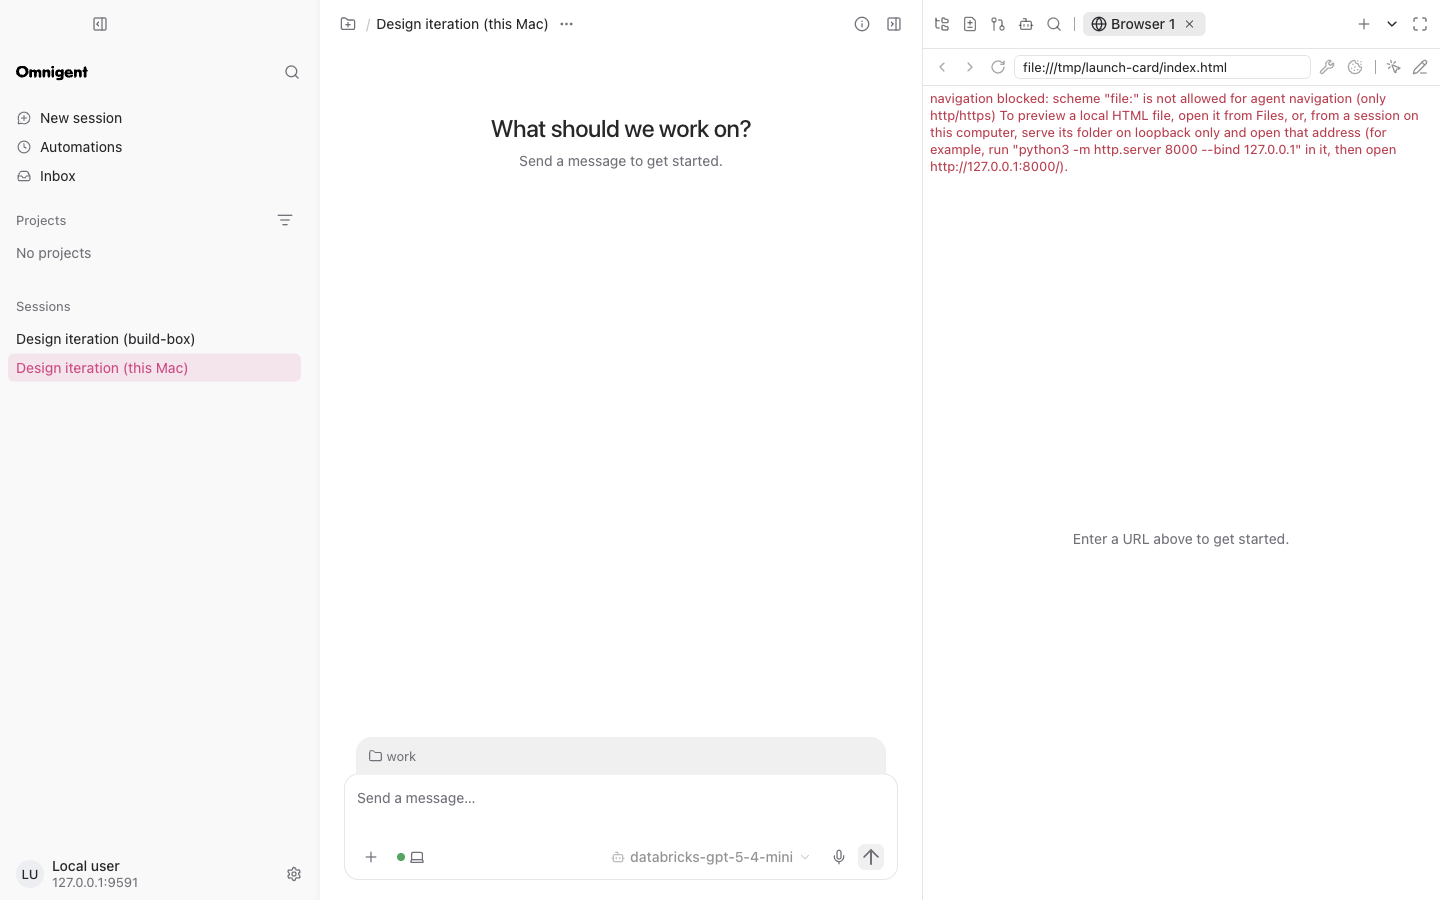 Omnigent
New session
Automations
Inbox
Projects
No projects
Sessions
Design iteration (build-box)
Design iteration (this Mac)
LU
Local user
127.0.0.1:9591
/ Design iteration (this Mac) ···
What should we work on?
Send a message to get started.
work
Send a message...
databricks-gpt-5-4-mini
Browser 1
file:///tmp/launch-card/index.html
navigation blocked: scheme "file:" is not allowed for agent navigation (only
http/https) To preview a local HTML file, open it from Files, or, from a session on
this computer, serve its folder on loopback only and open that address (for
example, run "python3 -m http.server 8000 --bind 127.0.0.1" in it, then open
http://127.0.0.1:8000/).
Enter a URL above to get started.